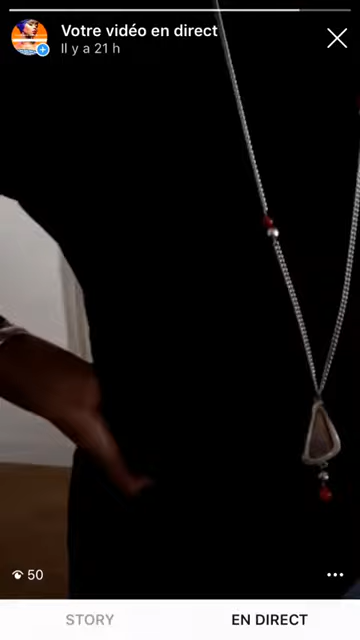 Votre vidéo en direct
Il y a 21 h
50
STORY
EN DIRECT